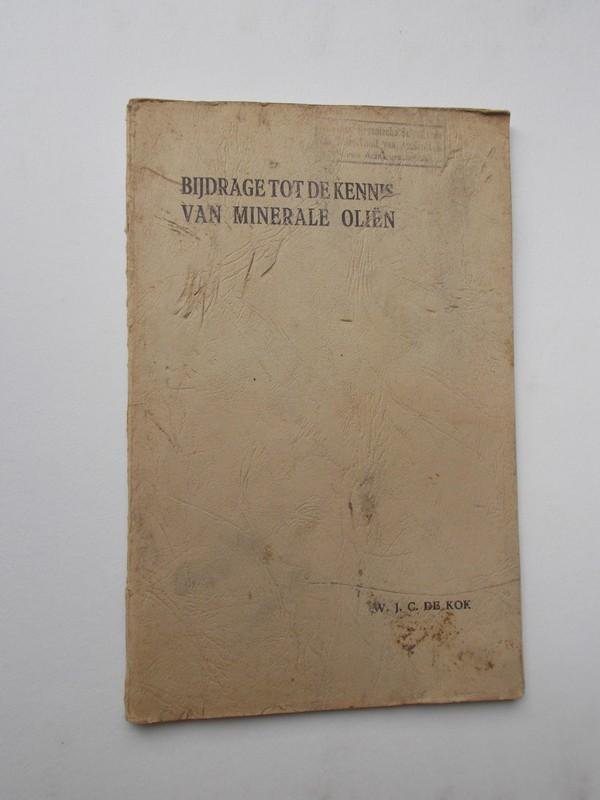 BIJDRAGE TOT DE KENNIS
VAN MINERALE OLIËN
W. J. C. DE KOK